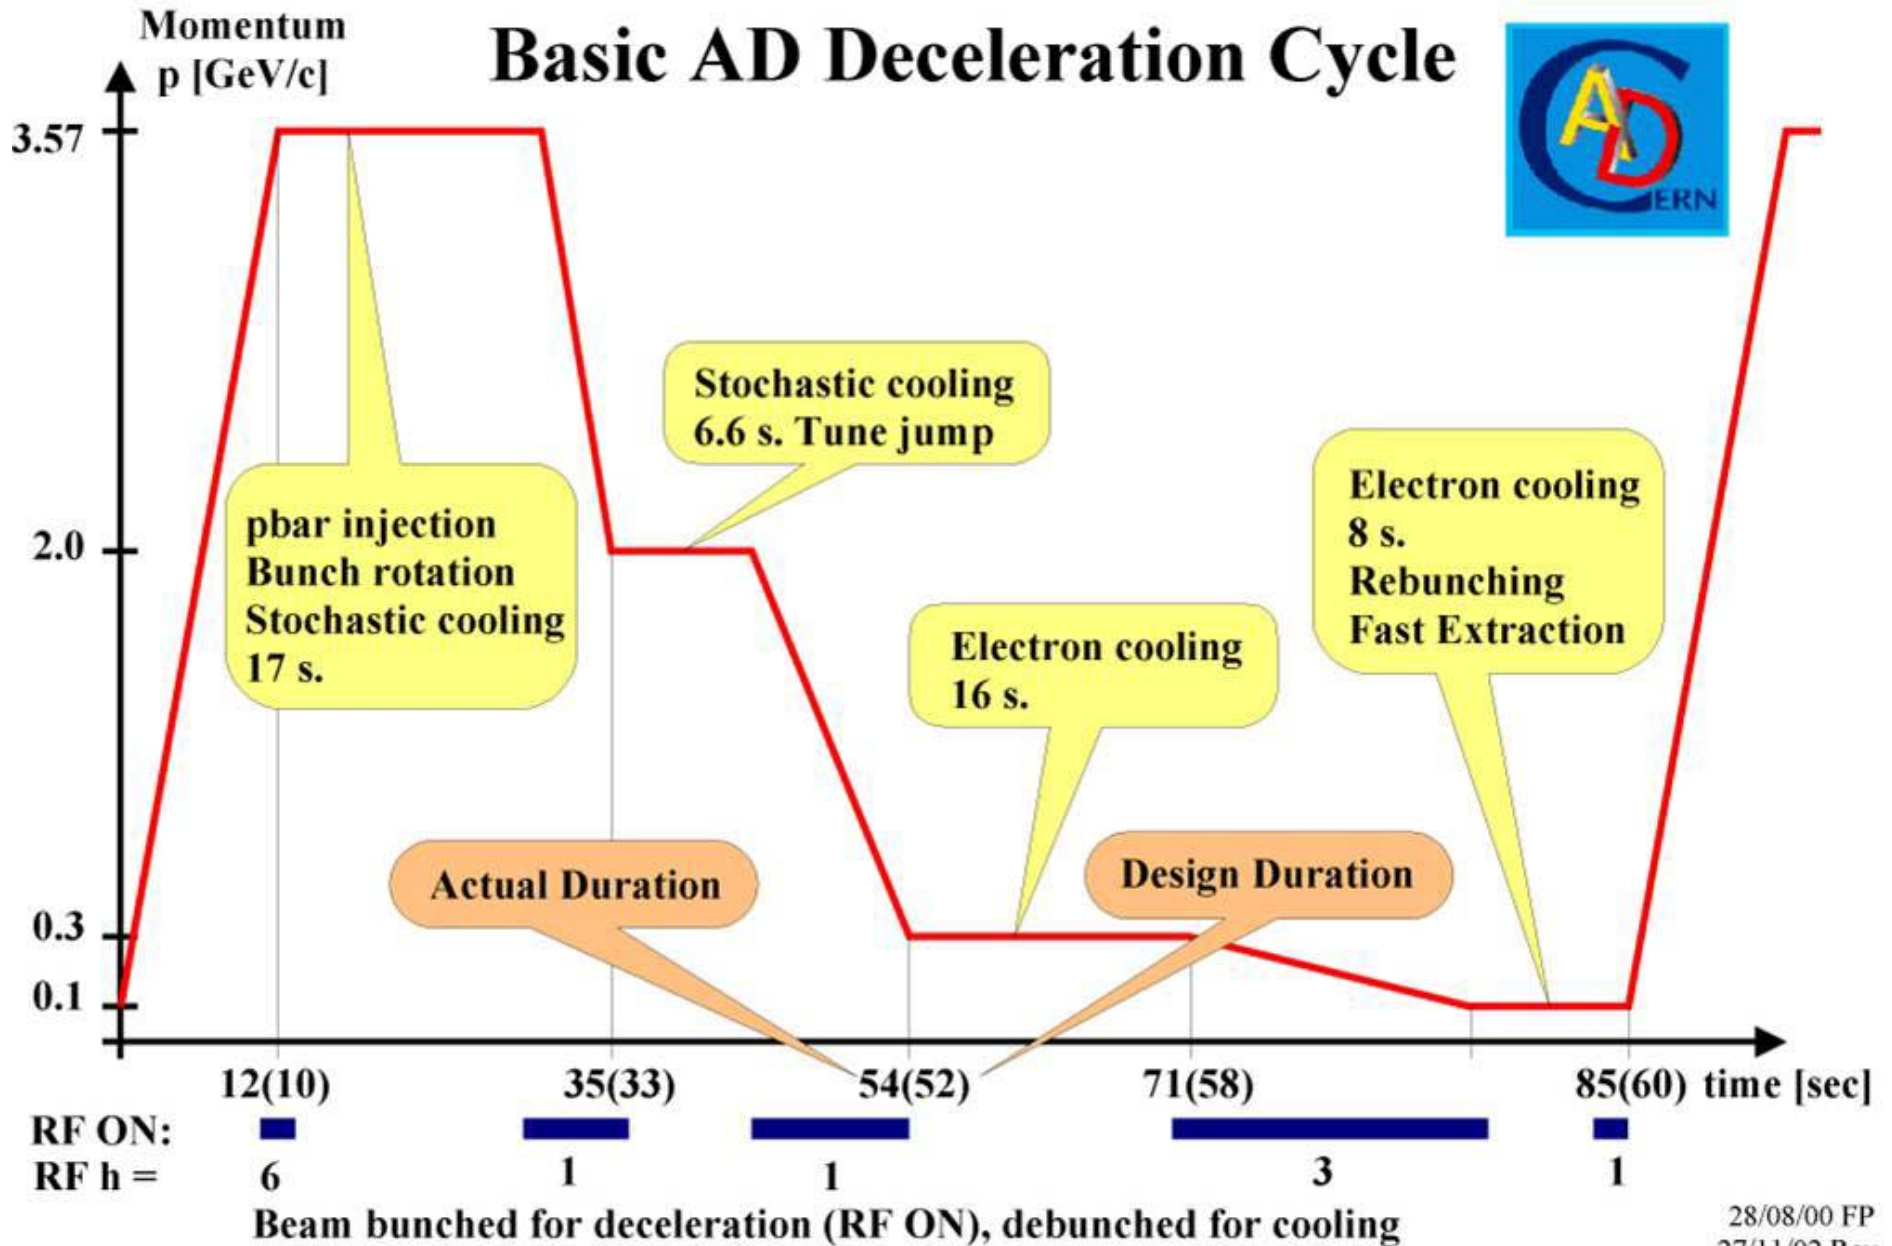 Momentum
p [GeV/c]
Basic AD Deceleration Cycle
AD
CERN
3.57
2.0
0.3
0.1
Stochastic cooling
6.6 s. Tune jump
pbar injection
Bunch rotation
Stochastic cooling
17 s.
Electron cooling
8 s.
Rebunching
Fast Extraction
Electron cooling
16 s.
Actual Duration
Design Duration
12(10) 35(33) 54(52) 71(58) 85(60) time [sec]
RF ON:
RF h = 6 1 1 3 1
Beam bunched for deceleration (RF ON), debunched for cooling
28/08/00 FP